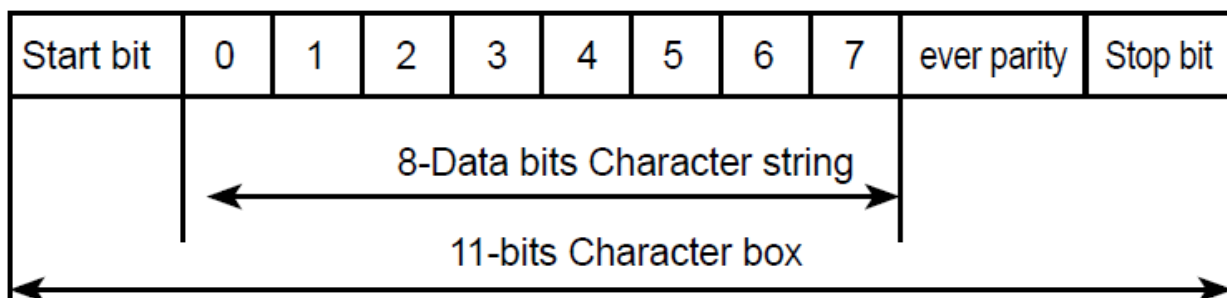 Start bit 0 1 2 3 4 5 6 7 ever parity Stop bit
8-Data bits Character string
11-bits Character box